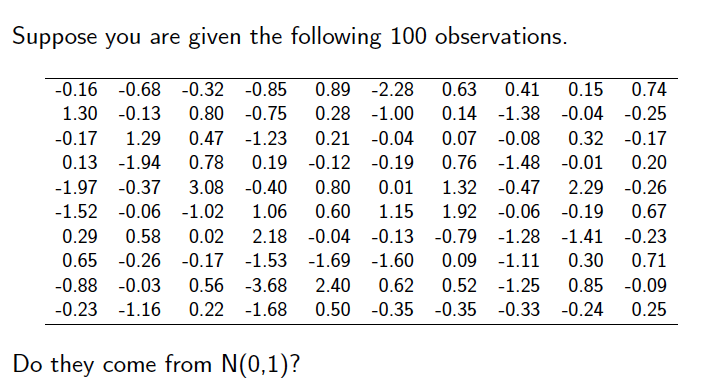 Suppose you are given the following 100 observations.
-0.16 -0.68 -0.32 -0.85 0.89 -2.28 0.63 0.41 0.15 0.74
1.30 -0.13 0.80 -0.75 0.28 -1.00 0.14 -1.38 -0.04 -0.25
-0.17 1.29 0.47 -1.23 0.21 -0.04 0.07 -0.08 0.32 -0.17
0.13 -1.94 0.78 0.19 -0.12 -0.19 0.76 -1.48 -0.01 0.20
-1.97 -0.37 3.08 -0.40 0.80 0.01 1.32 -0.47 2.29 -0.26
-1.52 -0.06 -1.02 1.06 0.60 1.15 1.92 -0.06 -0.19 0.67
0.29 0.58 0.02 2.18 -0.04 -0.13 -0.79 -1.28 -1.41 -0.23
0.65 -0.26 -0.17 -1.53 -1.69 -1.60 0.09 -1.11 0.30 0.71
-0.88 -0.03 0.56 -3.68 2.40 0.62 0.52 -1.25 0.85 -0.09
-0.23 -1.16 0.22 -1.68 0.50 -0.35 -0.35 -0.33 -0.24 0.25
Do they come from N(0,1)?